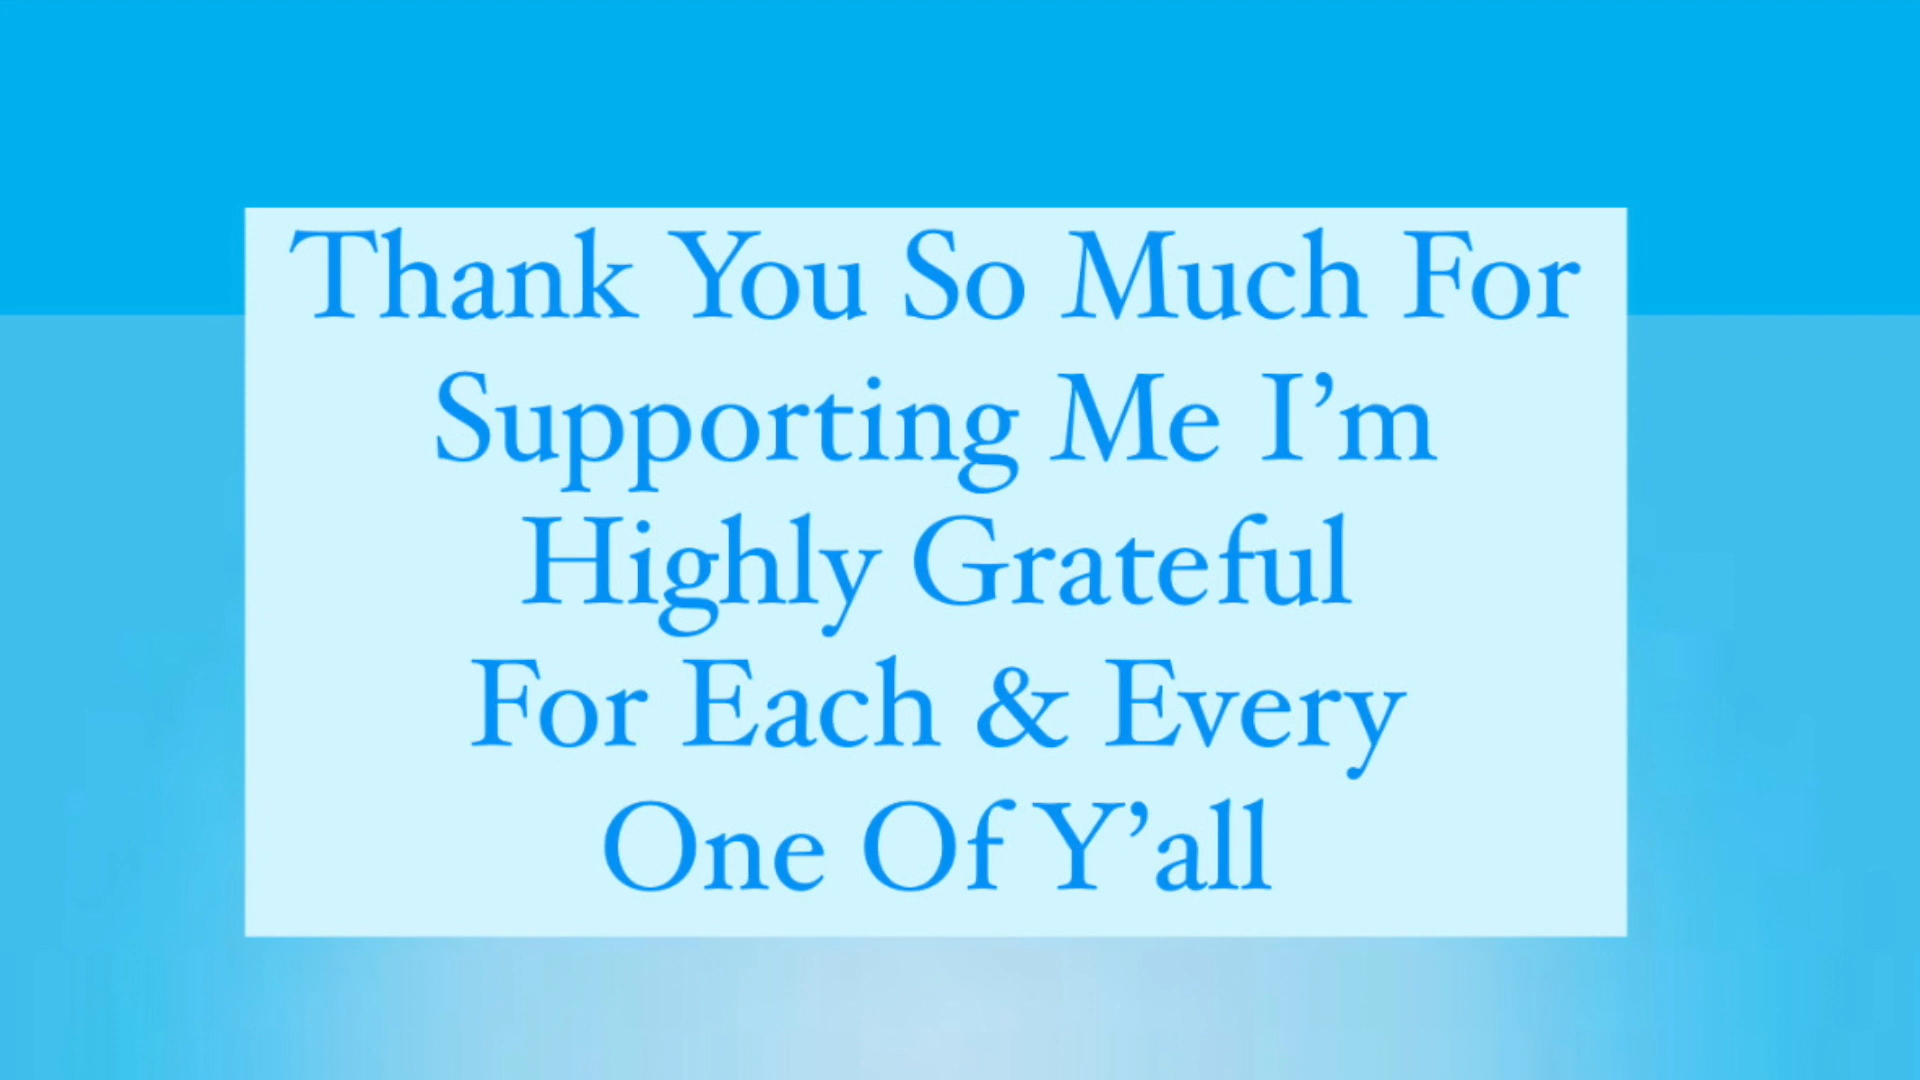 Thank You So Much For
Supporting Me I’m
Highly Grateful
For Each & Every
One Of Y’all